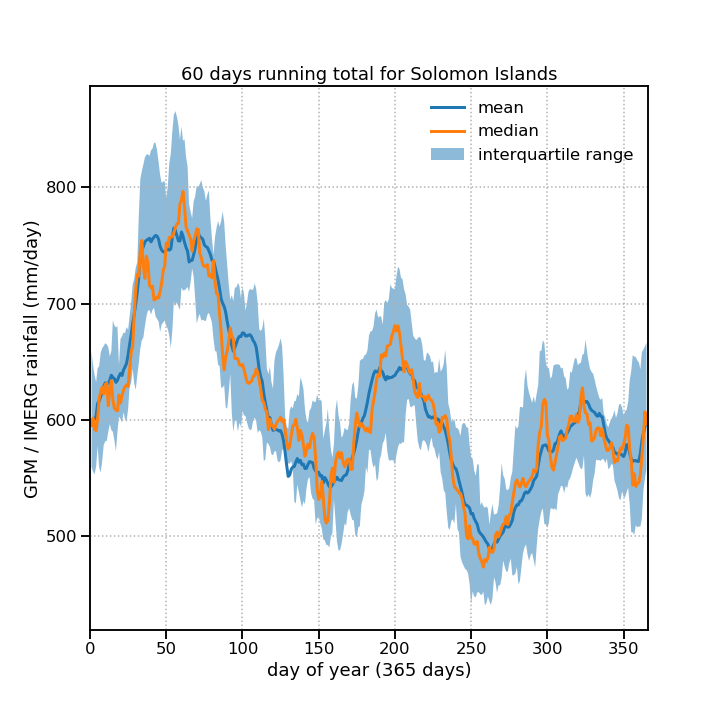 60 days running total for Solomon Islands
mean
median
interquartile range
GPM / IMERG rainfall (mm/day)
800
700
600
500
0 50 100 150 200 250 300 350
day of year (365 days)